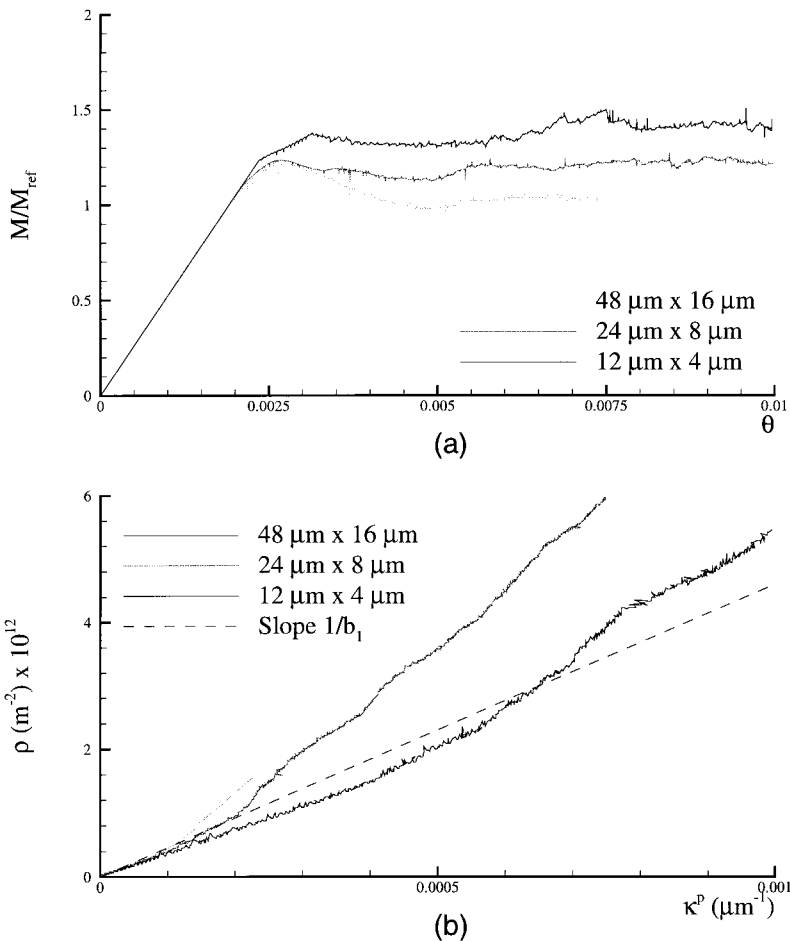 2
1.5
M/M_ref
1
0.5
0
48 μm x 16 μm
24 μm x 8 μm
12 μm x 4 μm
0 0.0025 0.005 0.0075 0.01
θ
(a)
6
48 μm x 16 μm
24 μm x 8 μm
12 μm x 4 μm
Slope 1/b_1
4
ρ (m^-2) x 10^12
2
0
0 0.0005 0.001
κ^p (μm^-1)
(b)